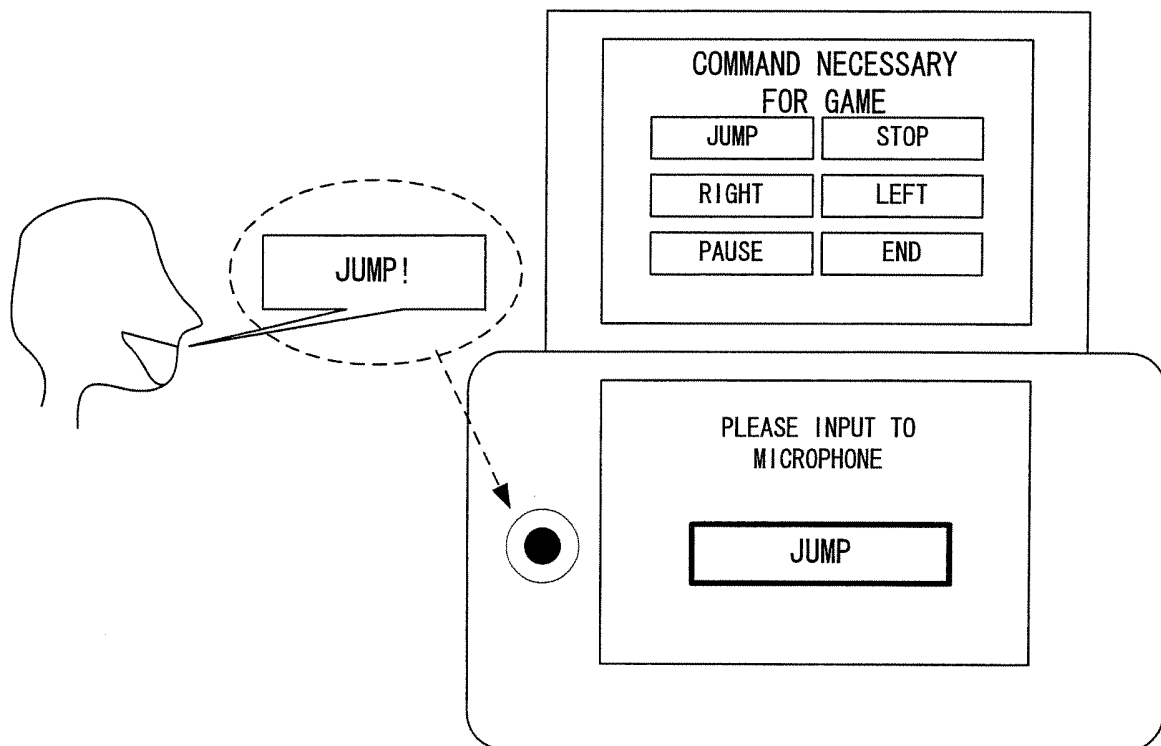 COMMAND NECESSARY
FOR GAME
JUMP STOP
RIGHT LEFT
PAUSE END
JUMP!
PLEASE INPUT TO
MICROPHONE
JUMP